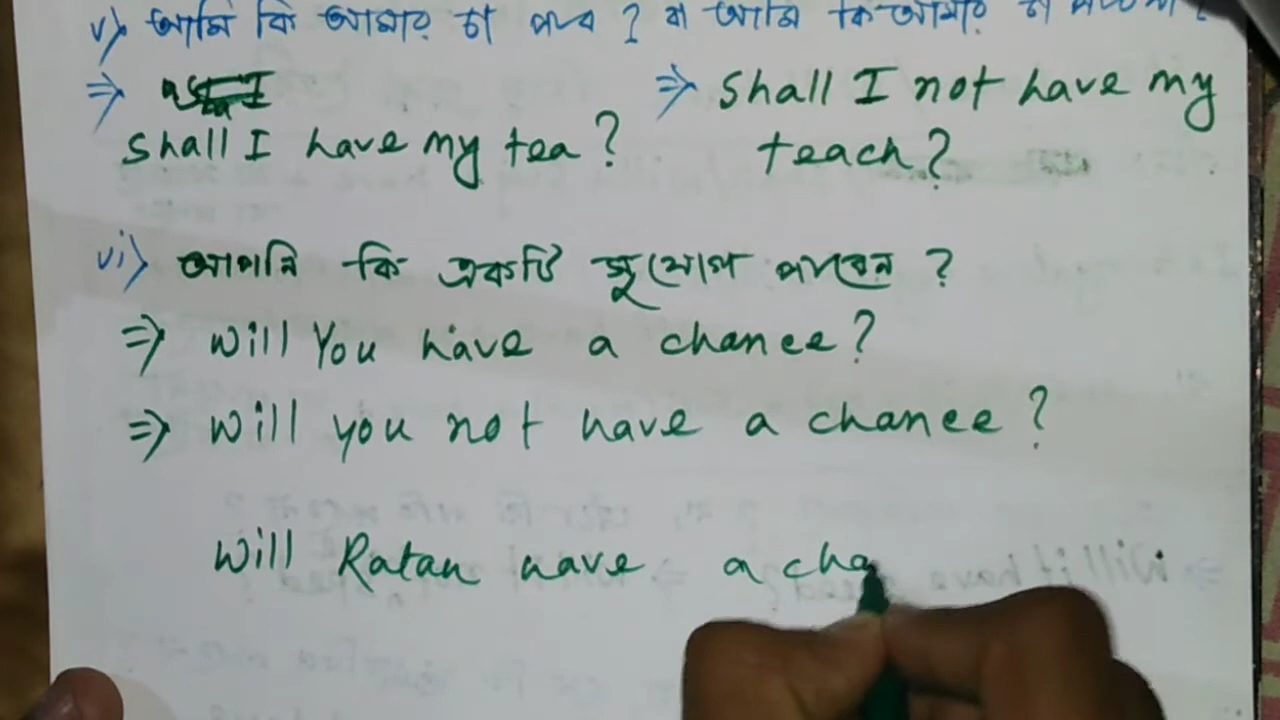 v) আমি কি আমার চা পাব ? বা আমি কি আমার চা
⇒ ⇒ shall I not have my
shall I have my tea? teach?
vi) আপনি কি একটি সুযোগ পাবেন ?
⇒ will You have a chance?
⇒ will you not have a chance?
will Ratan have a cha